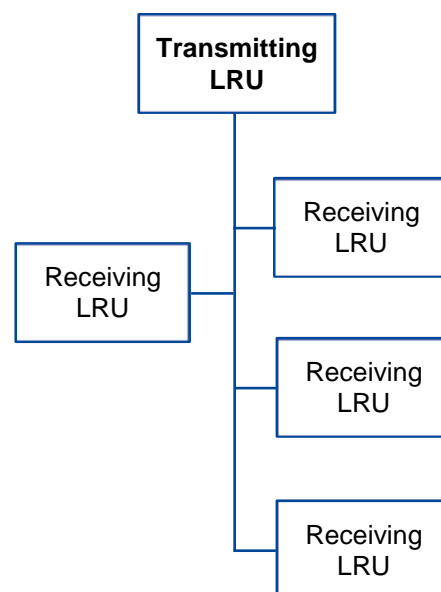 Transmitting
LRU
Receiving
LRU
Receiving
LRU
Receiving
LRU
Receiving
LRU